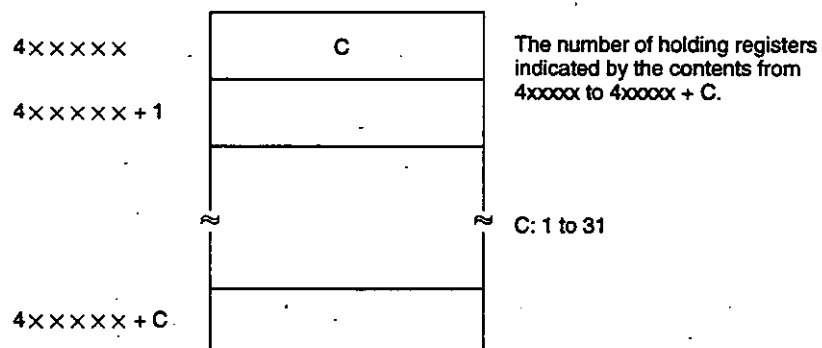 4××××× C The number of holding registers
indicated by the contents from
4xxxxx to 4xxxxx + C.
4×××××+1
C: 1 to 31
4×××××+C